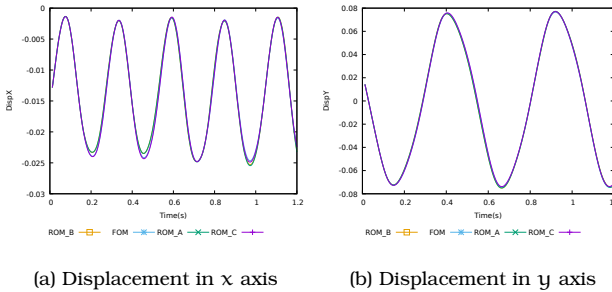 0
-0.005
-0.01
-0.015
-0.02
-0.025
-0.03
DispX
0 0.2 0.4 0.6 0.8 1 1.2
Time(s)
ROM_B FOM ROM_A ROM_C
(a) Displacement in x axis
0.08
0.06
0.04
0.02
0
-0.02
-0.04
-0.06
-0.08
DispY
0 0.2 0.4 0.6 0.8 1
Time(s)
ROM_B FOM ROM_A ROM_C
(b) Displacement in y axis